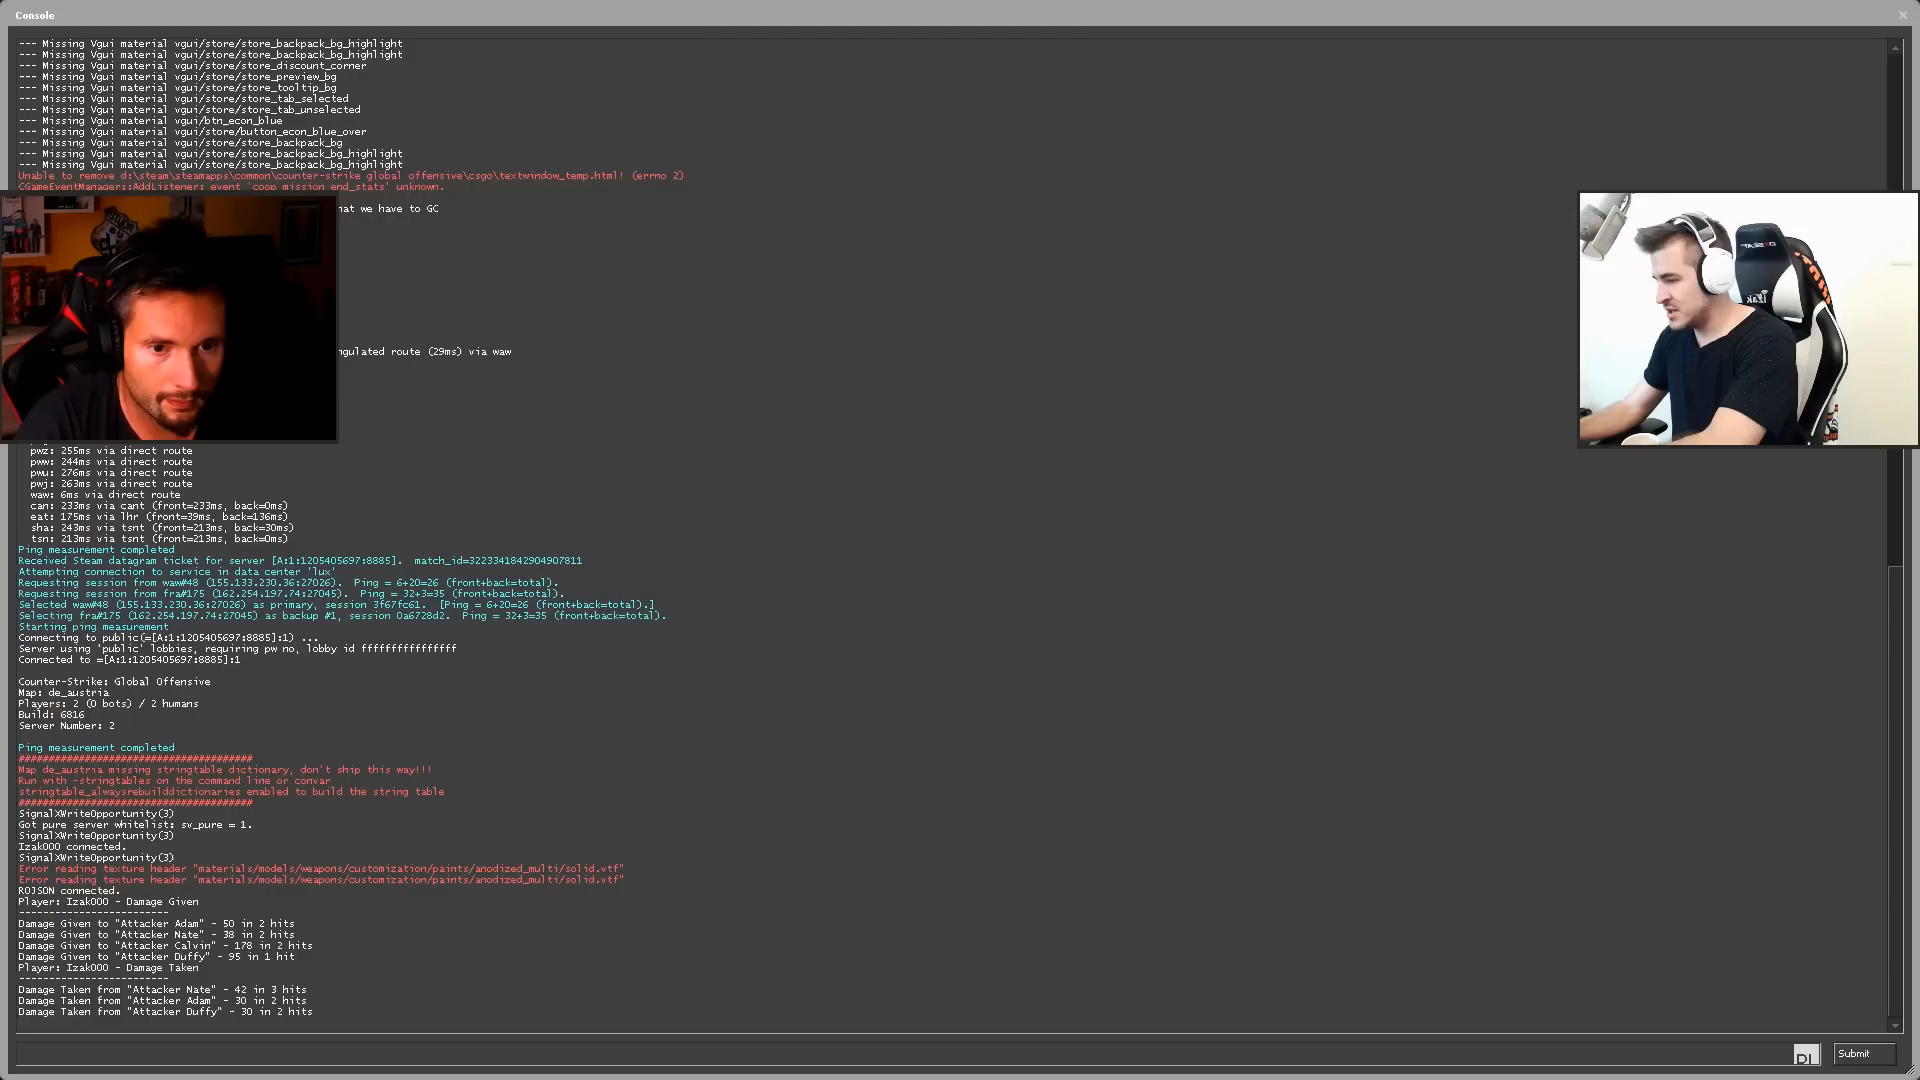 Console
--- Missing Vgui material vgui/store/store_backpack_bg_highlight
--- Missing Vgui material vgui/store/store_backpack_bg_highlight
--- Missing Vgui material vgui/store/store_discount_corner
--- Missing Vgui material vgui/store/store_preview_bg
--- Missing Vgui material vgui/store/store_tooltip_bg
--- Missing Vgui material vgui/store/store_tab_selected
--- Missing Vgui material vgui/store/store_tab_unselected
--- Missing Vgui material vgui/btn_econ_blue
--- Missing Vgui material vgui/store/button_econ_blue_over
--- Missing Vgui material vgui/store/store_backpack_bg
--- Missing Vgui material vgui/store/store_backpack_bg_highlight
--- Missing Vgui material vgui/store/store_backpack_bg_highlight
Unable to remove d:\steam\steamapps\common\counter-strike global offensive\csgo\textwindow_temp.html! (errno 2)
CGameEventManager::AddListener: event 'coop_mission_end_stats' unknown.
hat we have to GC
ngulated route (29ms) via waw
pwz: 255ms via direct route
pww: 244ms via direct route
pwu: 276ms via direct route
pwj: 263ms via direct route
waw: 6ms via direct route
can: 233ms via cant (front=233ms, back=0ms)
eat: 175ms via lhr (front=39ms, back=136ms)
sha: 243ms via tsnt (front=213ms, back=30ms)
tsn: 213ms via tsnt (front=213ms, back=0ms)
Ping measurement completed
Received Steam datagram ticket for server [A:1:1205405697:8885].  match_id=3223341842904907811
Attempting connection to service in data center 'lux'
Requesting session from waw#48 (155.133.230.36:27026).  Ping = 6+20=26 (front+back=total).
Requesting session from fra#175 (162.254.197.74:27045).  Ping = 32+3=35 (front+back=total).
Selected waw#48 (155.133.230.36:27026) as primary, session 3f67fc61.  [Ping = 6+20=26 (front+back=total).]
Selecting fra#175 (162.254.197.74:27045) as backup #1, session 0a6728d2.  Ping = 32+3=35 (front+back=total).
Starting ping measurement
Connecting to public(=[A:1:1205405697:8885]:1) ...
Server using 'public' lobbies, requiring pw no, lobby id ffffffffffffffff
Connected to =[A:1:1205405697:8885]:1
Counter-Strike: Global Offensive
Map: de_austria
Players: 2 (0 bots) / 2 humans
Build: 6816
Server Number: 2
Ping measurement completed
#######################################
Map de_austria missing stringtable dictionary, don't ship this way!!!
Run with -stringtables on the command line or convar
stringtable_alwaysrebuilddictionaries enabled to build the string table
#######################################
SignalXWriteOpportunity(3)
Got pure server whitelist: sv_pure = 1.
SignalXWriteOpportunity(3)
IzakOOO connected.
SignalXWriteOpportunity(3)
Error reading texture header "materials/models/weapons/customization/paints/anodized_multi/solid.vtf"
Error reading texture header "materials/models/weapons/customization/paints/anodized_multi/solid.vtf"
ROJSON connected.
Player: IzakOOO - Damage Given
-------------------------
Damage Given to "Attacker Adam" - 50 in 2 hits
Damage Given to "Attacker Nate" - 38 in 2 hits
Damage Given to "Attacker Calvin" - 178 in 2 hits
Damage Given to "Attacker Duffy" - 95 in 1 hit
Player: IzakOOO - Damage Taken
-------------------------
Damage Taken from "Attacker Nate" - 42 in 3 hits
Damage Taken from "Attacker Adam" - 30 in 2 hits
Damage Taken from "Attacker Duffy" - 30 in 2 hits
PL
Submit